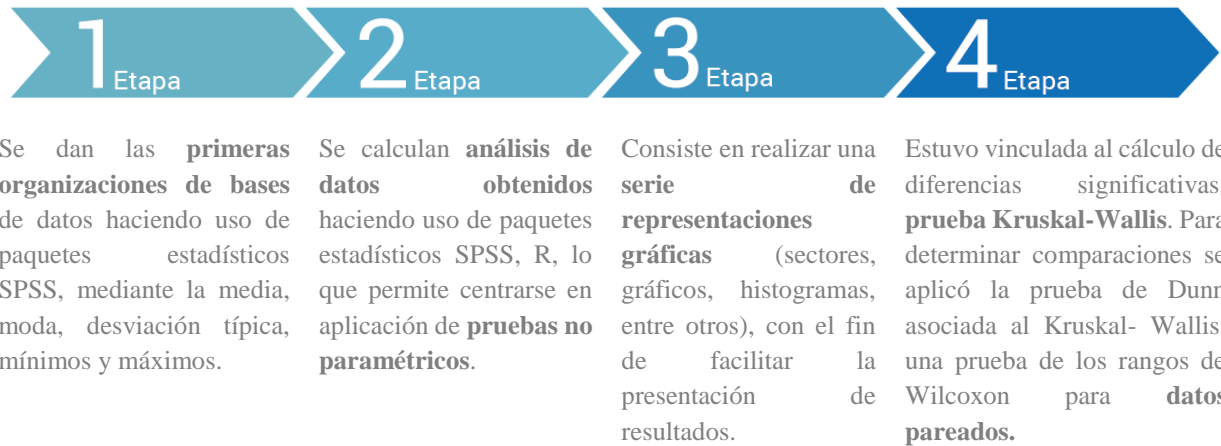 1 Etapa
2 Etapa
3 Etapa
4 Etapa
Se dan las primeras
organizaciones de bases
de datos haciendo uso de
paquetes estadísticos
SPSS, mediante la media,
moda, desviación típica,
mínimos y máximos.
Se calculan análisis de
datos obtenidos
haciendo uso de paquetes
estadísticos SPSS, R, lo
que permite centrarse en
aplicación de pruebas no
paramétricos.
Consiste en realizar una
serie de
representaciones
gráficas (sectores,
gráficos, histogramas,
entre otros), con el fin
de facilitar la
presentación de
resultados.
Estuvo vinculada al cálculo de
diferencias significativas,
prueba Kruskal-Wallis. Para
determinar comparaciones se
aplicó la prueba de Dunn
asociada al Kruskal- Wallis,
una prueba de los rangos de
Wilcoxon para datos
pareados.